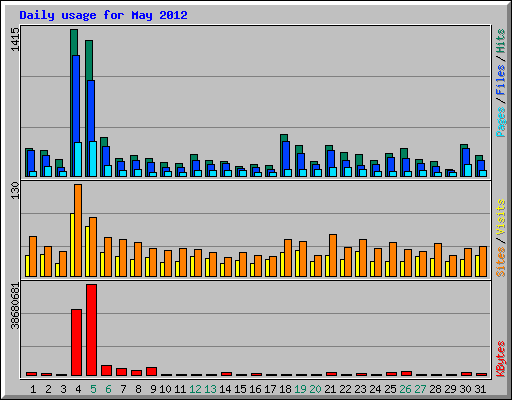 Daily usage for May 2012
1415
Pages / Files / Hits
130
Sites / Visits
38680681
KBytes
1 2 3 4 5 6 7 8 9 10 11 12 13 14 15 16 17 18 19 20 21 22 23 24 25 26 27 28 29 30 31